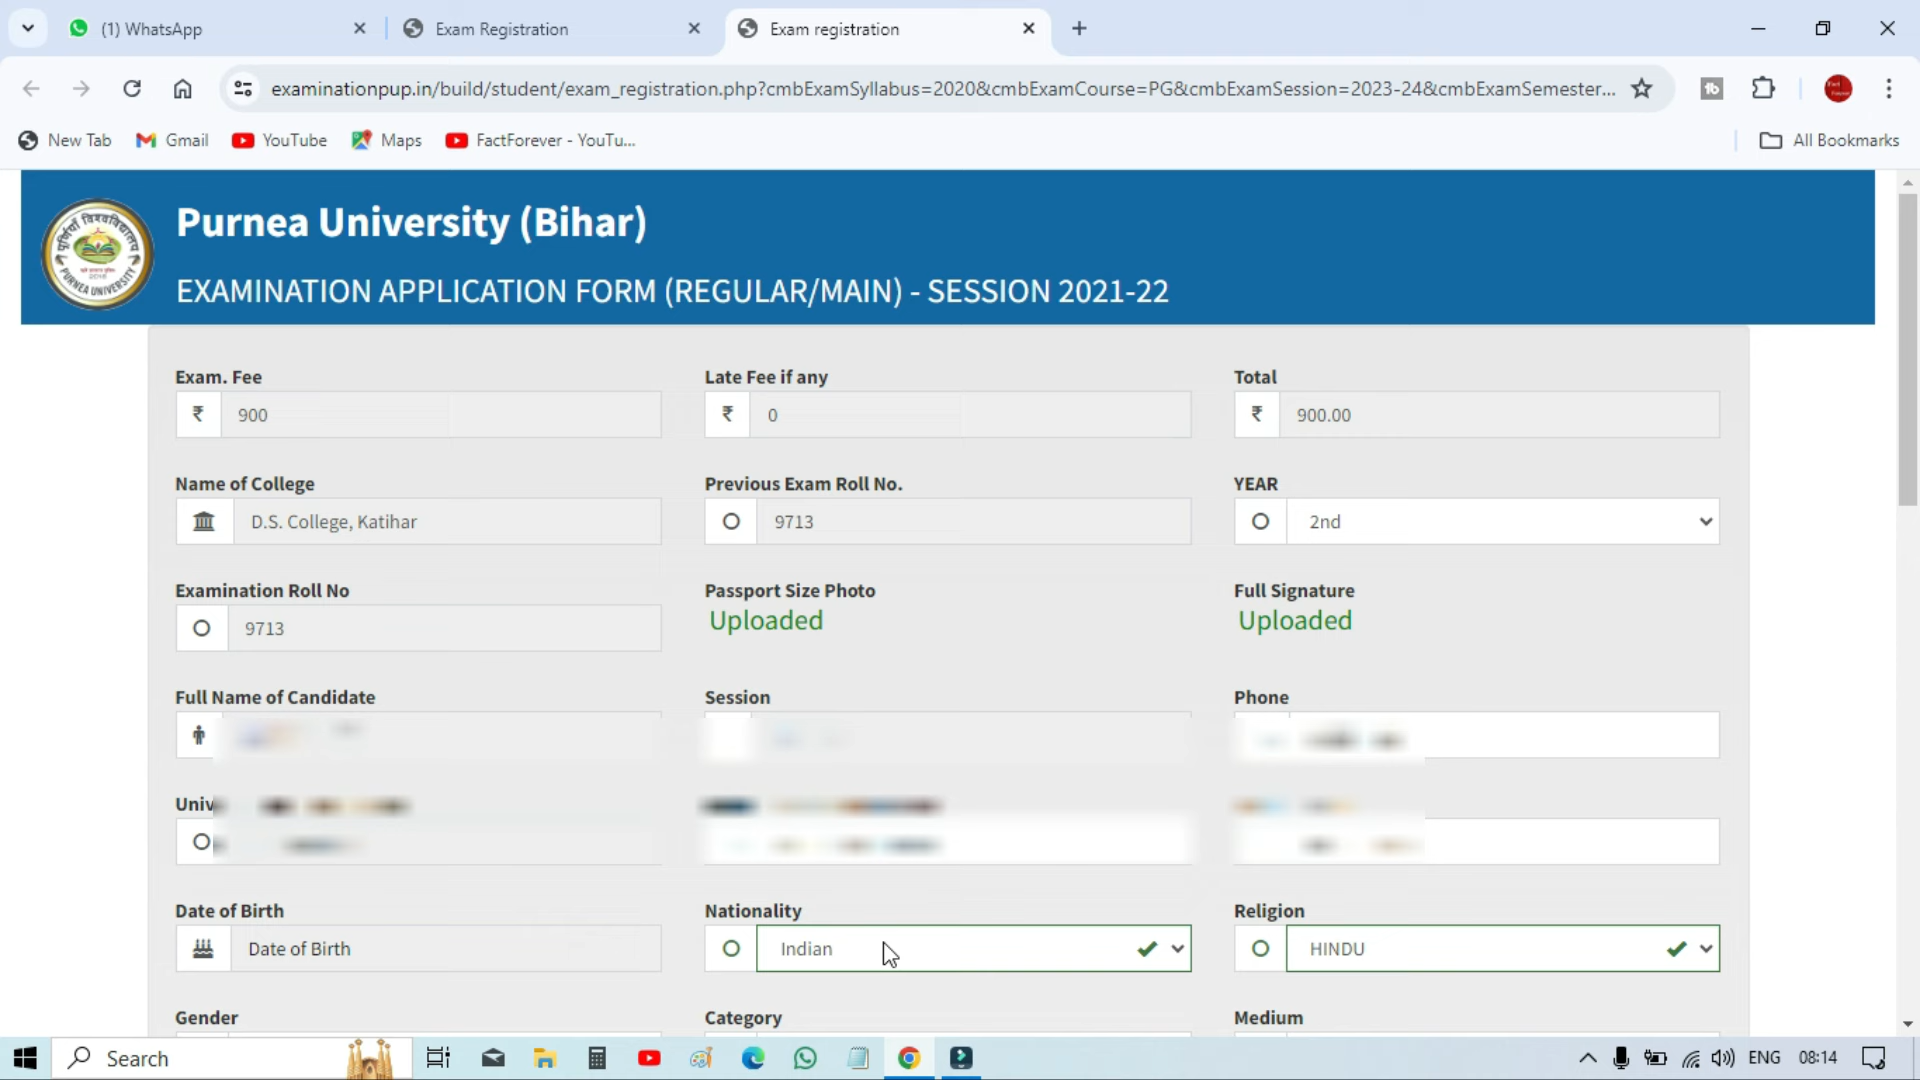 (1) WhatsApp
Exam Registration
Exam registration
examinationpup.in/build/student/exam_registration.php?cmbExamSyllabus=2020&cmbExamCourse=PG&cmbExamSession=2023-24&cmbExamSemester...
New Tab
Gmail
YouTube
Maps
FactForever - YouTu...
All Bookmarks
Purnea University (Bihar)
EXAMINATION APPLICATION FORM (REGULAR/MAIN) - SESSION 2021-22
Exam. Fee
Late Fee if any
Total
₹ 900
₹ 0
₹ 900.00
Name of College
Previous Exam Roll No.
YEAR
D.S. College, Katihar
9713
2nd
Examination Roll No
Passport Size Photo
Full Signature
9713
Uploaded
Uploaded
Full Name of Candidate
Session
Phone
Univ
Date of Birth
Nationality
Religion
Date of Birth
Indian
HINDU
Gender
Category
Medium
Search
ENG
08:14